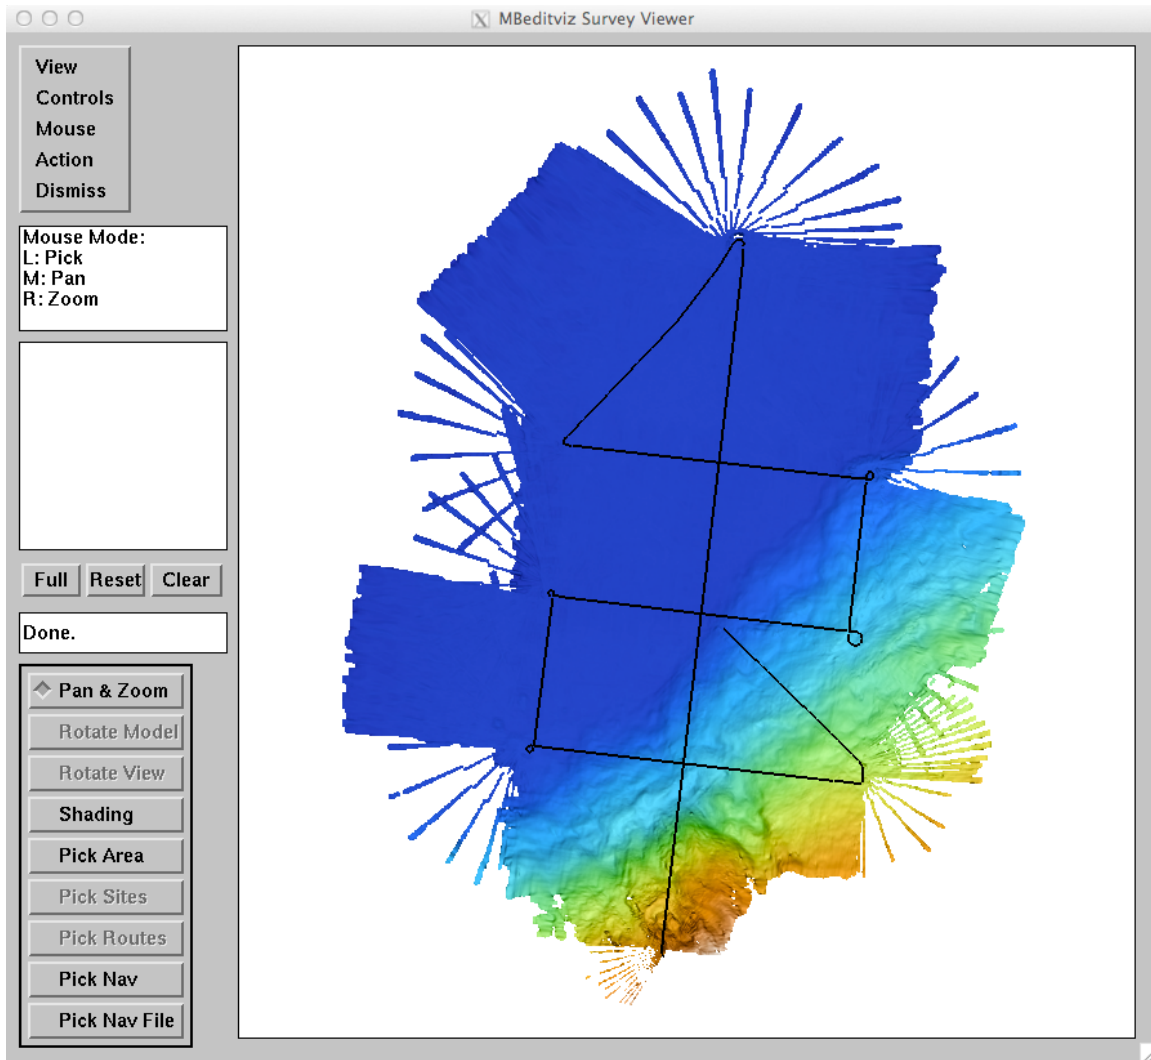 MBeditviz Survey Viewer
View
Controls
Mouse
Action
Dismiss
Mouse Mode:
L: Pick
M: Pan
R: Zoom
Full Reset Clear
Done.
Pan & Zoom
Rotate Model
Rotate View
Shading
Pick Area
Pick Sites
Pick Routes
Pick Nav
Pick Nav File